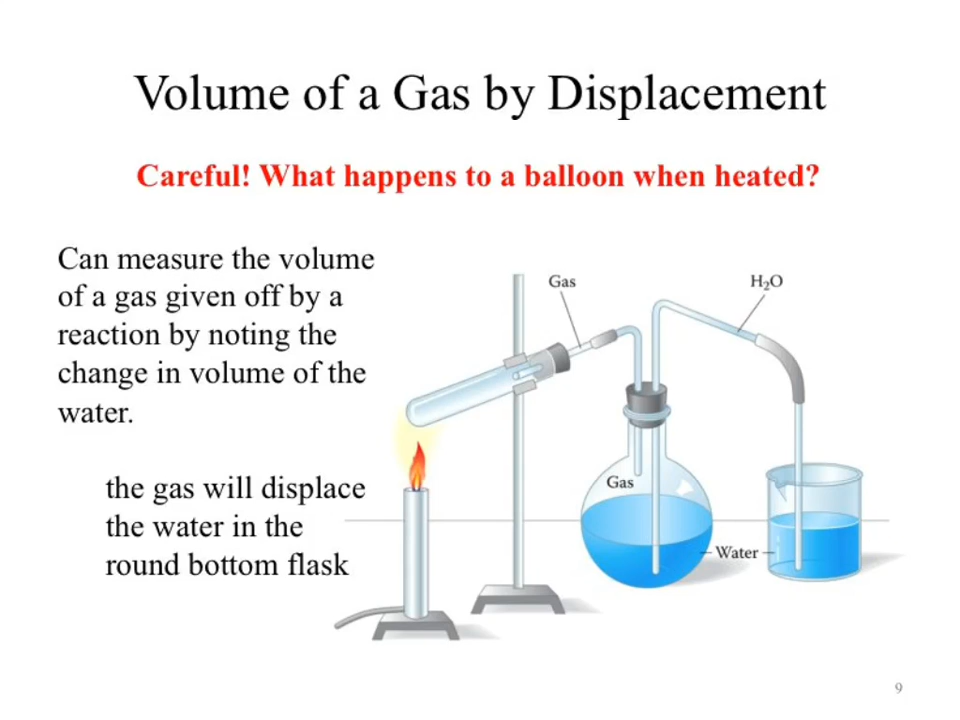 Volume of a Gas by Displacement
Careful! What happens to a balloon when heated?
Can measure the volume
of a gas given off by a
reaction by noting the
change in volume of the
water.
the gas will displace
the water in the
round bottom flask
Gas
H₂O
Gas
Water
9